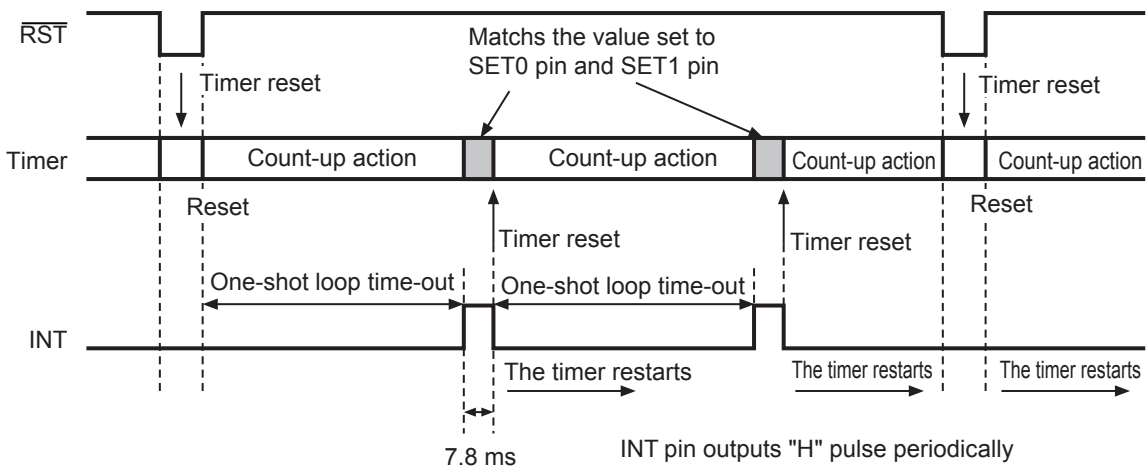 RST
Matchs the value set to
SET0 pin and SET1 pin
Timer reset
Timer reset
Timer
Count-up action
Count-up action
Count-up action
Count-up action
Reset
Reset
Timer reset
Timer reset
One-shot loop time-out
One-shot loop time-out
INT
The timer restarts
The timer restarts
The timer restarts
7.8 ms
INT pin outputs "H" pulse periodically